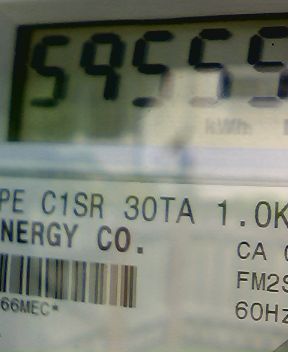 59555
kWh
PE C1SR 30TA 1.0K
NERGY CO.
CA
FM2S
66MEC*
60Hz